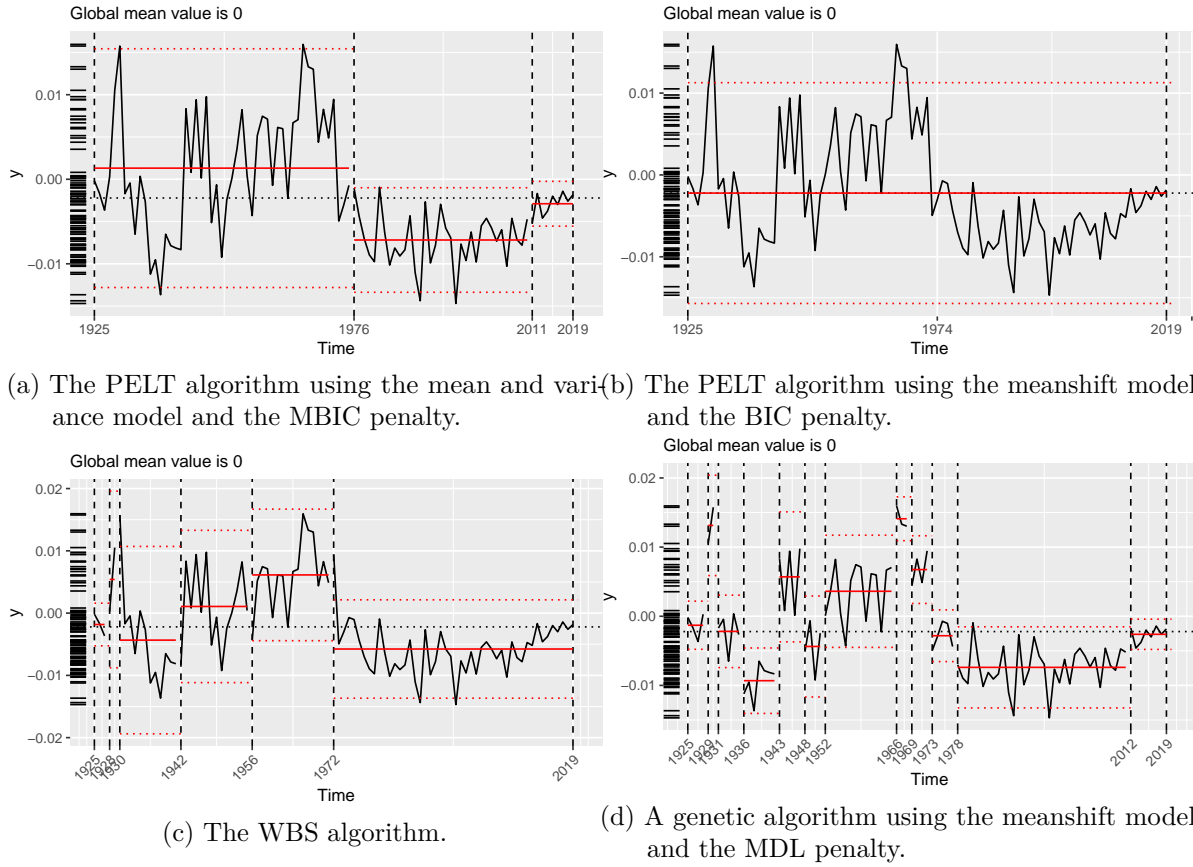 Global mean value is 0
0.01
0.00
−0.01
y
1925
1976
2011
2019
Time
(a) The PELT algorithm using the mean and vari-
ance model and the MBIC penalty.
Global mean value is 0
0.01
0.00
−0.01
y
1925
1974
2019
Time
(b) The PELT algorithm using the meanshift model
and the BIC penalty.
Global mean value is 0
0.02
0.01
0.00
−0.01
−0.02
y
1925
1928
1930
1942
1956
1972
2019
Time
(c) The WBS algorithm.
Global mean value is 0
0.02
0.01
0.00
−0.01
y
1925
1929
1931
1936
1943
1948
1952
1966
1969
1973
1978
2012
2019
Time
(d) A genetic algorithm using the meanshift model
and the MDL penalty.